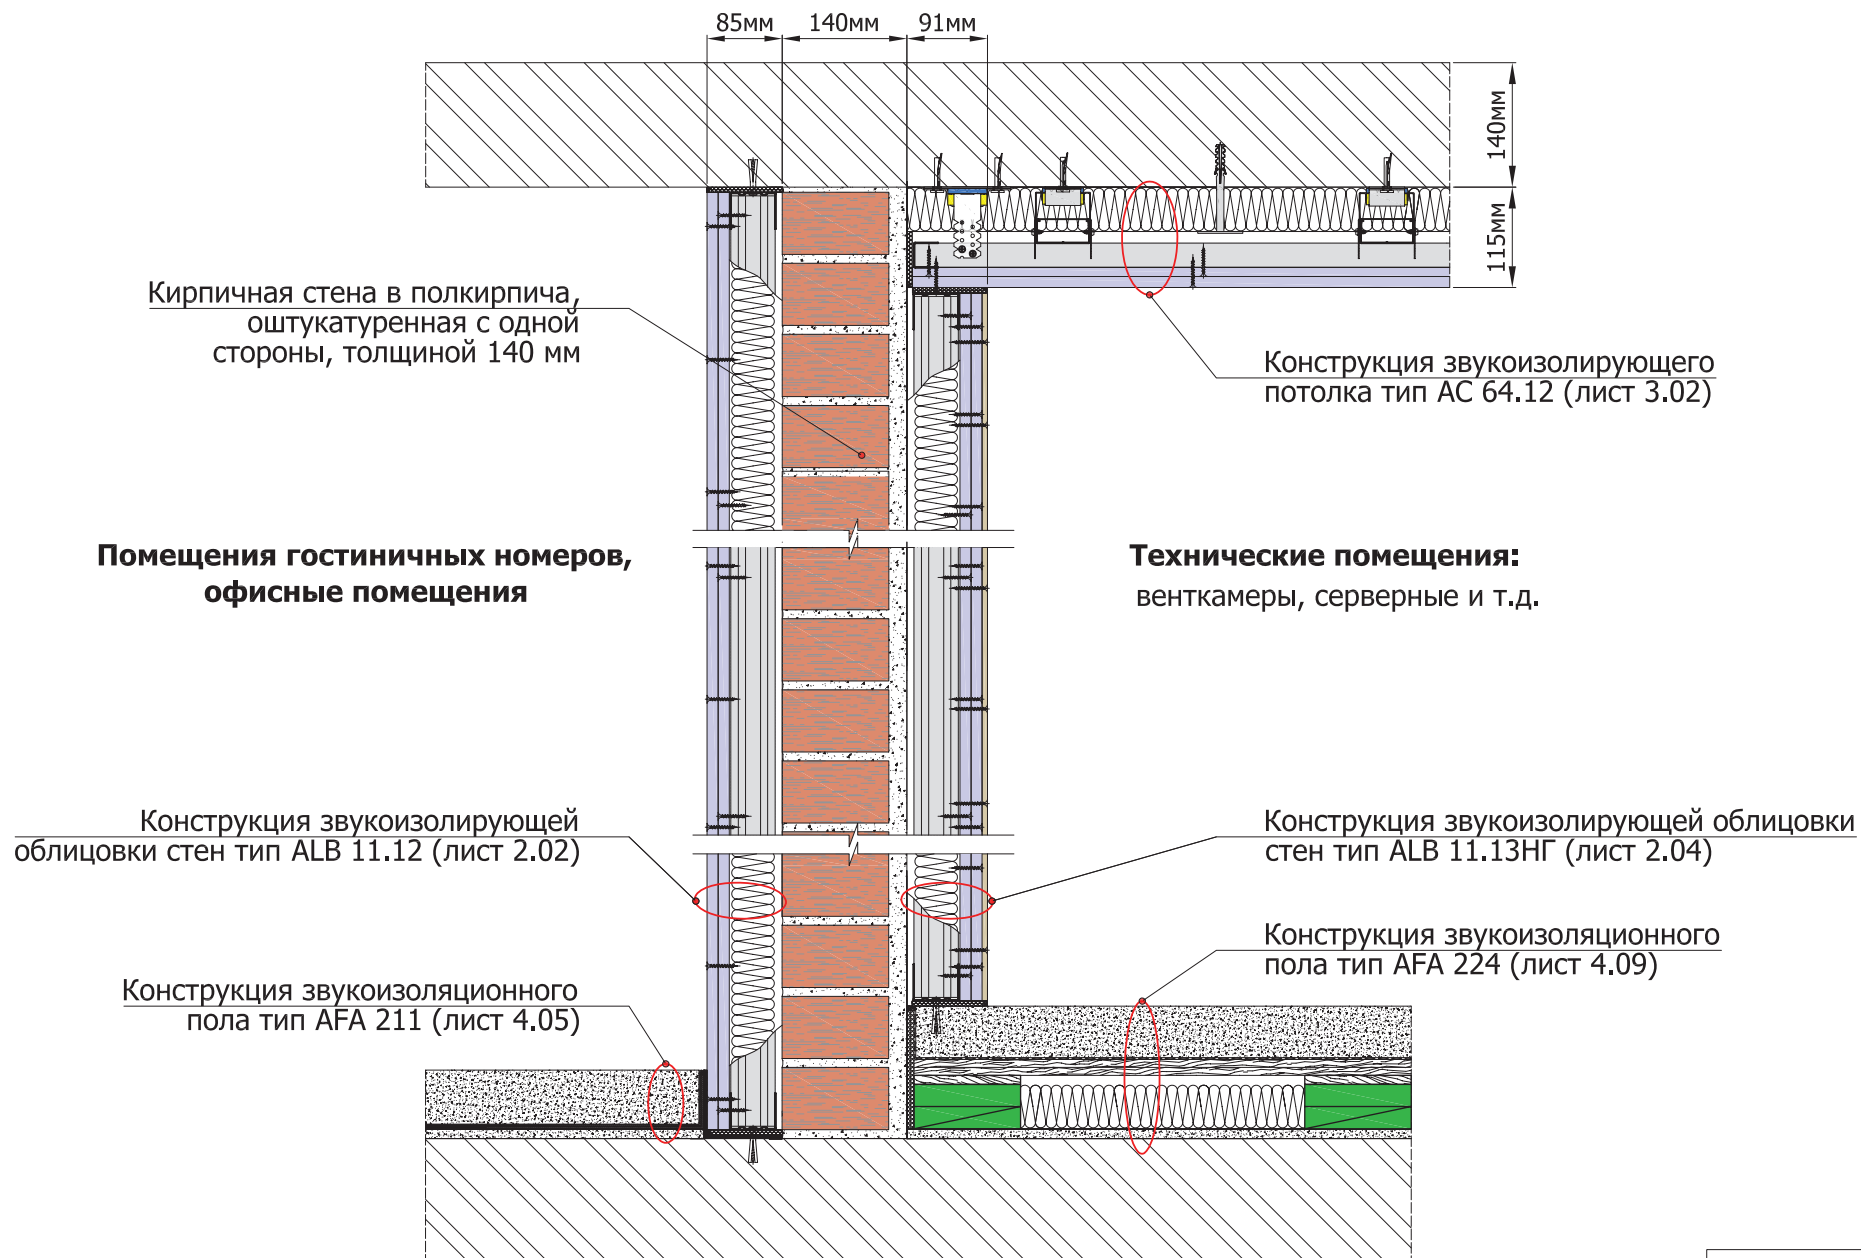 85мм
140мм
91мм
140мм
115мм
Кирпичная стена в полкирпича,
оштукатуренная с одной
стороны, толщиной 140 мм
Конструкция звукоизолирующего
потолка тип АС 64.12 (лист 3.02)
Помещения гостиничных номеров,
офисные помещения
Технические помещения:
венткамеры, серверные и т.д.
Конструкция звукоизолирующей
облицовки стен тип ALB 11.12 (лист 2.02)
Конструкция звукоизолирующей облицовки
стен тип ALB 11.13НГ (лист 2.04)
Конструкция звукоизоляционного
пола тип AFA 211 (лист 4.05)
Конструкция звукоизоляционного
пола тип AFA 224 (лист 4.09)